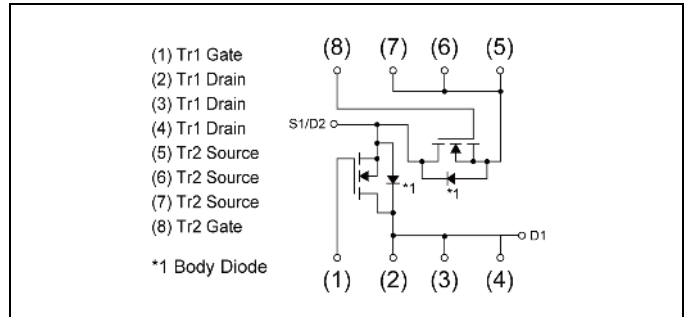 (1) Tr1 Gate
(2) Tr1 Drain
(3) Tr1 Drain
(4) Tr1 Drain
(5) Tr2 Source
(6) Tr2 Source
(7) Tr2 Source
(8) Tr2 Gate
*1 Body Diode
(8) (7) (6) (5)
S1/D2
*1
*1
D1
(1) (2) (3) (4)